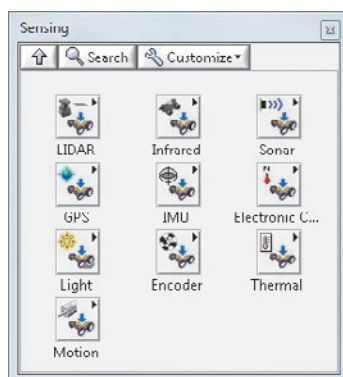 Sensing
Search Customize
LIDAR Infrared Sonar
GPS IMU Electronic C...
Light Encoder Thermal
Motion